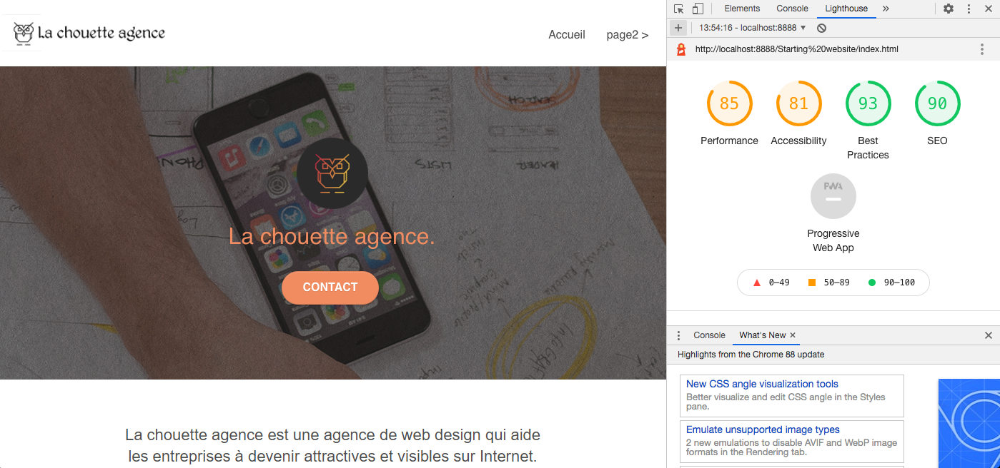 La chouette agence
Accueil
page2 >
HEADER
LISTS
La chouette agence.
CONTACT
La chouette agence est une agence de web design qui aide
les entreprises à devenir attractives et visibles sur Internet.
Elements
Console
Lighthouse
»
13:54:16 - localhost:8888
http://localhost:8888/Starting%20website/index.html
85
81
93
90
Performance
Accessibility
Best
Practices
SEO
PWA
Progressive
Web App
0–49
50–89
90–100
Console
What's New
Highlights from the Chrome 88 update
New CSS angle visualization tools
Better visualize and edit CSS angle in the Styles
pane.
Emulate unsupported image types
2 new emulations to disable AVIF and WebP image
formats in the Rendering tab.